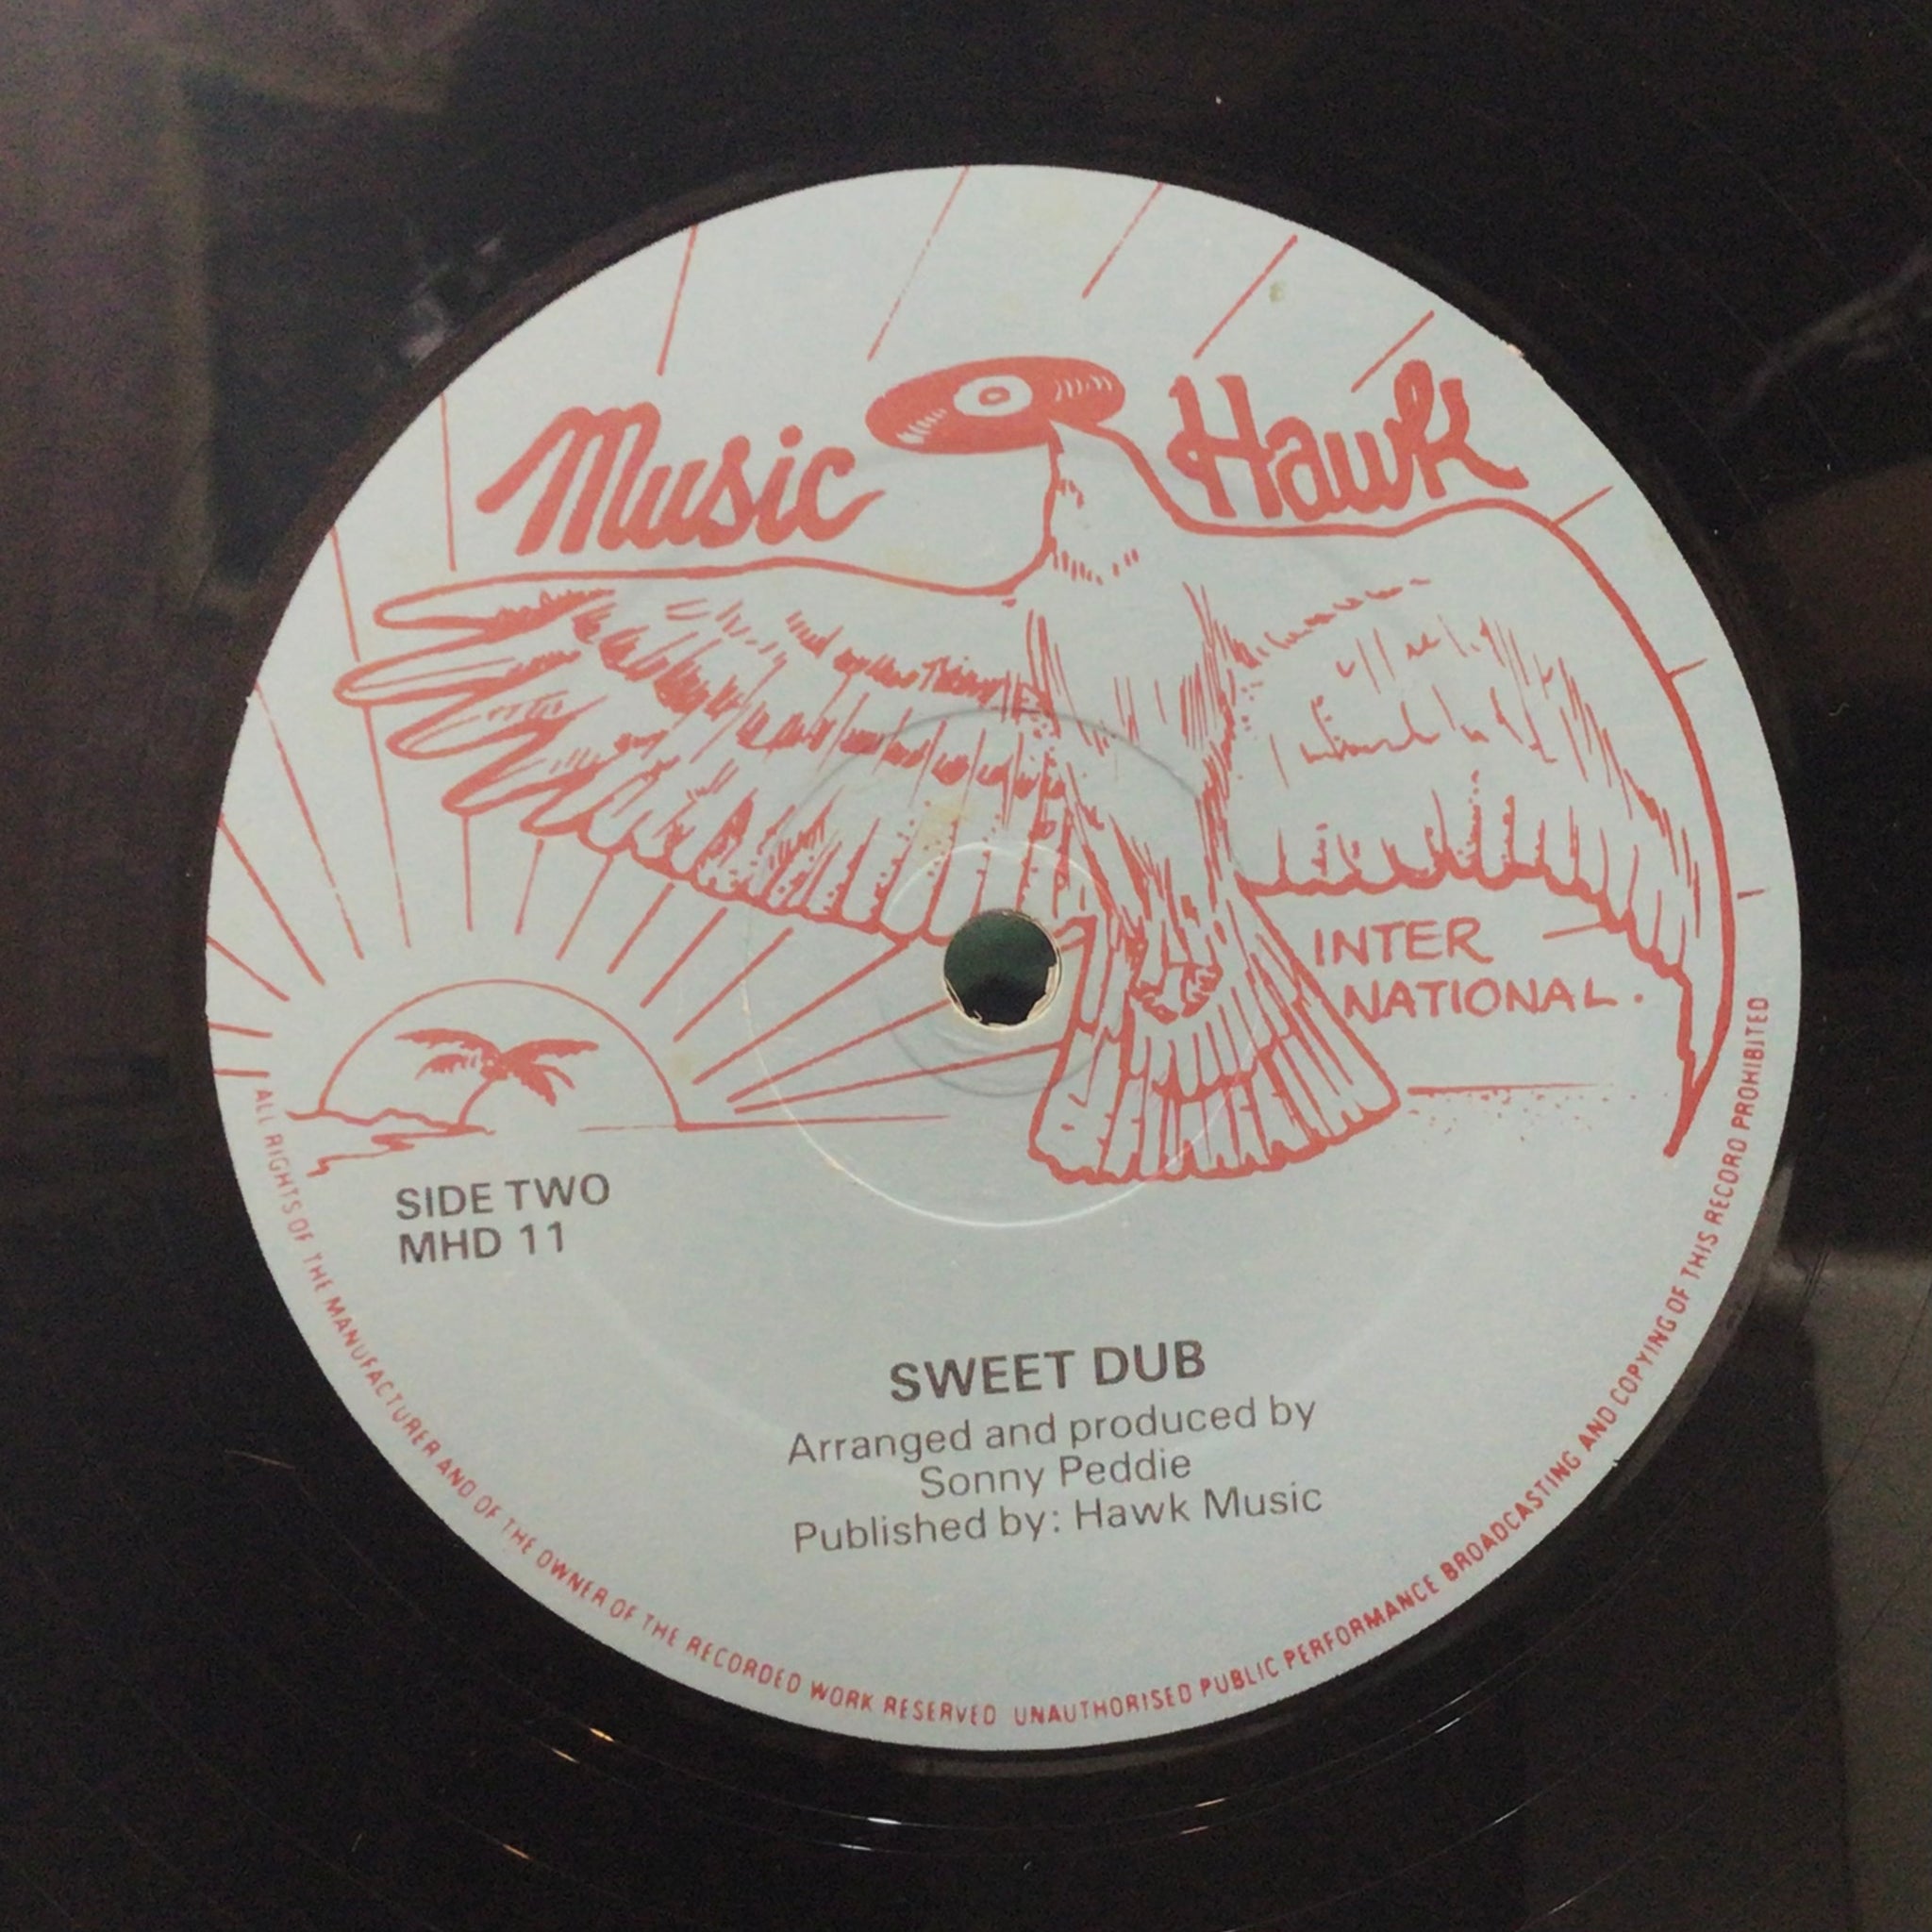 Music Hawk
INTER
NATIONAL.
SIDE TWO
MHD 11
SWEET DUB
Arranged and produced by
Sonny Peddie
Published by: Hawk Music
ALL RIGHTS OF THE MANUFACTURER AND OF THE OWNER OF THE RECORDED WORK RESERVED UNAUTHORISED PUBLIC PERFORMANCE BROADCASTING AND COPYING OF THIS RECORD PROHIBITED